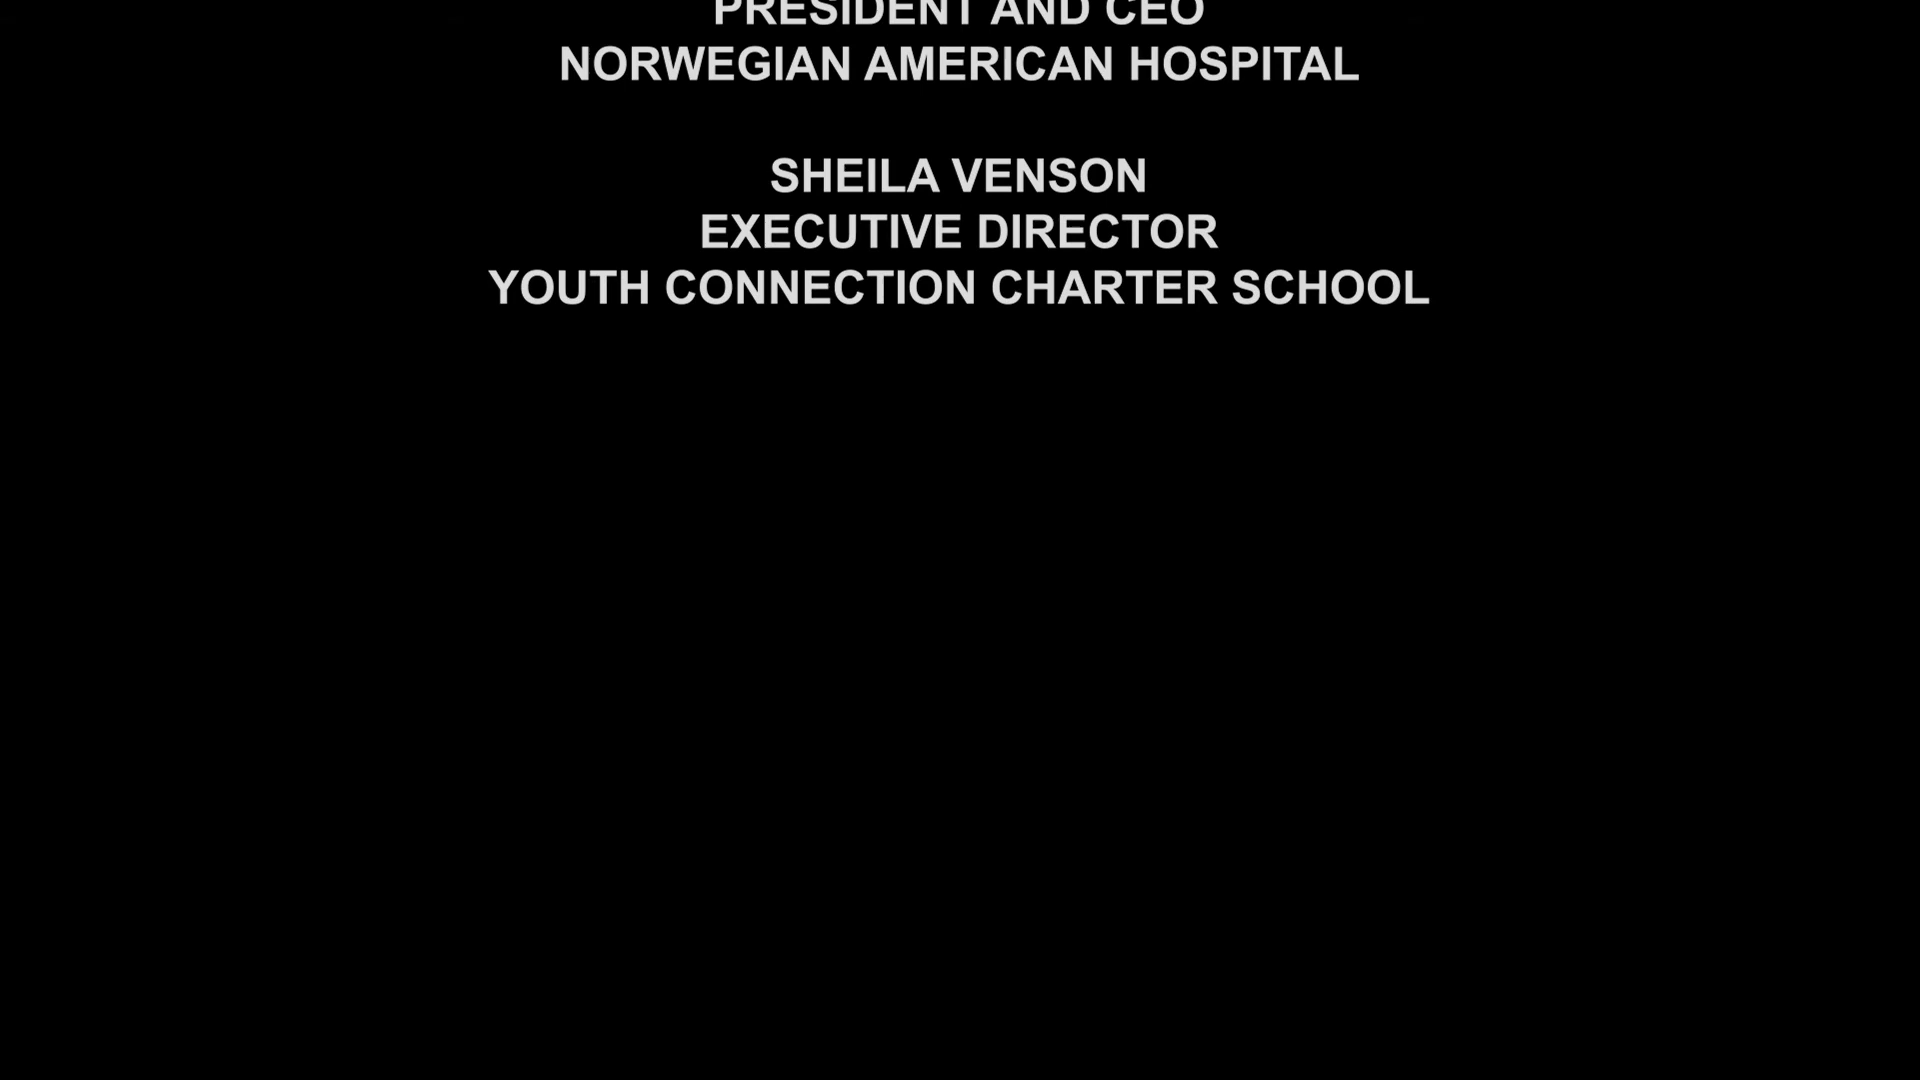 PRESIDENT AND CEO
NORWEGIAN AMERICAN HOSPITAL
SHEILA VENSON
EXECUTIVE DIRECTOR
YOUTH CONNECTION CHARTER SCHOOL